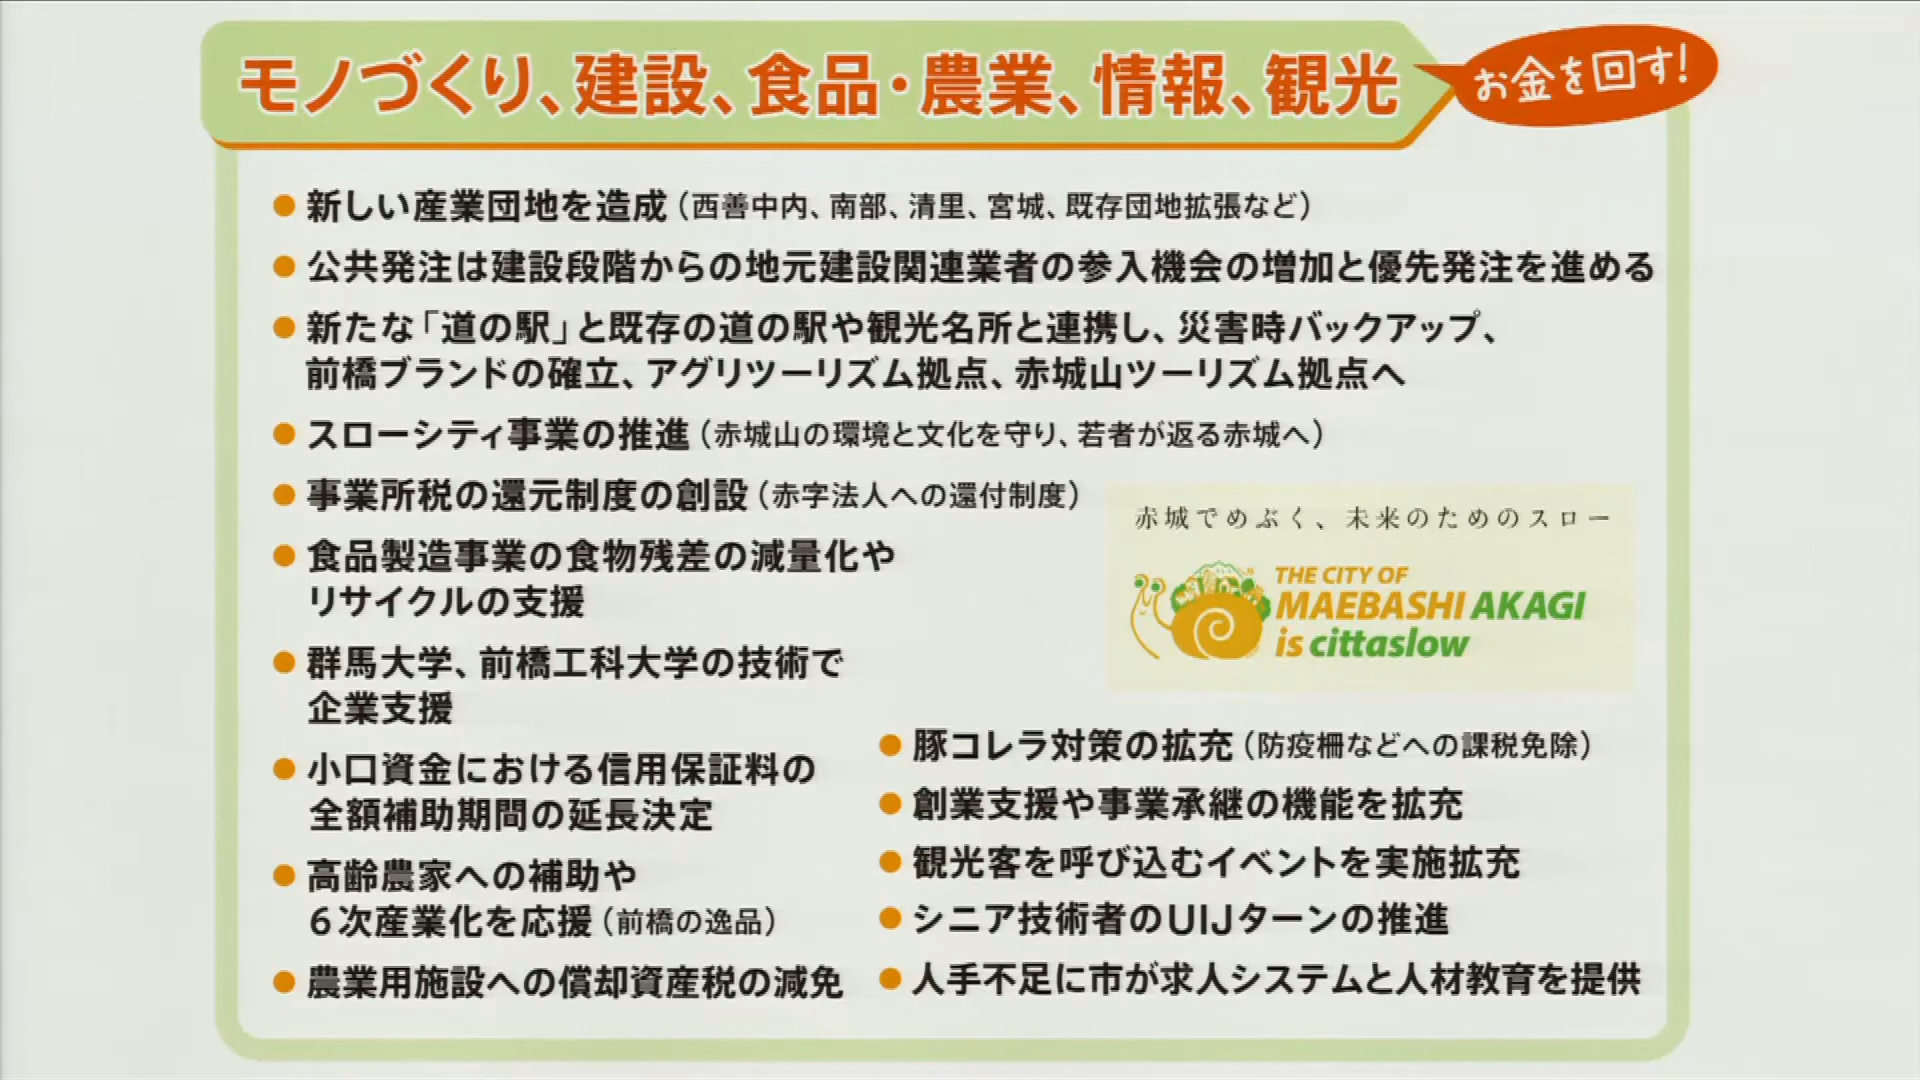 モノづくり、建設、食品・農業、情報、観光
お金を回す!
● 新しい産業団地を造成（西善中内、南部、清里、宮城、既存団地拡張など）
● 公共発注は建設段階からの地元建設関連業者の参入機会の増加と優先発注を進める
● 新たな「道の駅」と既存の道の駅や観光名所と連携し、災害時バックアップ、
前橋ブランドの確立、アグリツーリズム拠点、赤城山ツーリズム拠点へ
● スローシティ事業の推進（赤城山の環境と文化を守り、若者が返る赤城へ）
● 事業所税の還元制度の創設（赤字法人への還付制度）
● 食品製造事業の食物残差の減量化や
リサイクルの支援
● 群馬大学、前橋工科大学の技術で
企業支援
● 小口資金における信用保証料の
全額補助期間の延長決定
● 高齢農家への補助や
6次産業化を応援（前橋の逸品）
● 農業用施設への償却資産税の減免
赤城でめぶく、未来のためのスロー
THE CITY OF
MAEBASHI AKAGI
is cittaslow
● 豚コレラ対策の拡充（防疫柵などへの課税免除）
● 創業支援や事業承継の機能を拡充
● 観光客を呼び込むイベントを実施拡充
● シニア技術者のUIJターンの推進
● 人手不足に市が求人システムと人材教育を提供